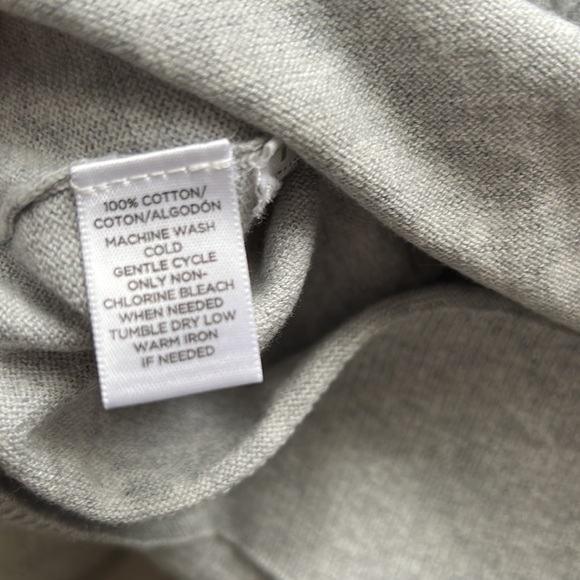 100% COTTON/
COTON/ALGODÓN
MACHINE WASH
COLD
GENTLE CYCLE
ONLY NON-
CHLORINE BLEACH
WHEN NEEDED
TUMBLE DRY LOW
WARM IRON
IF NEEDED